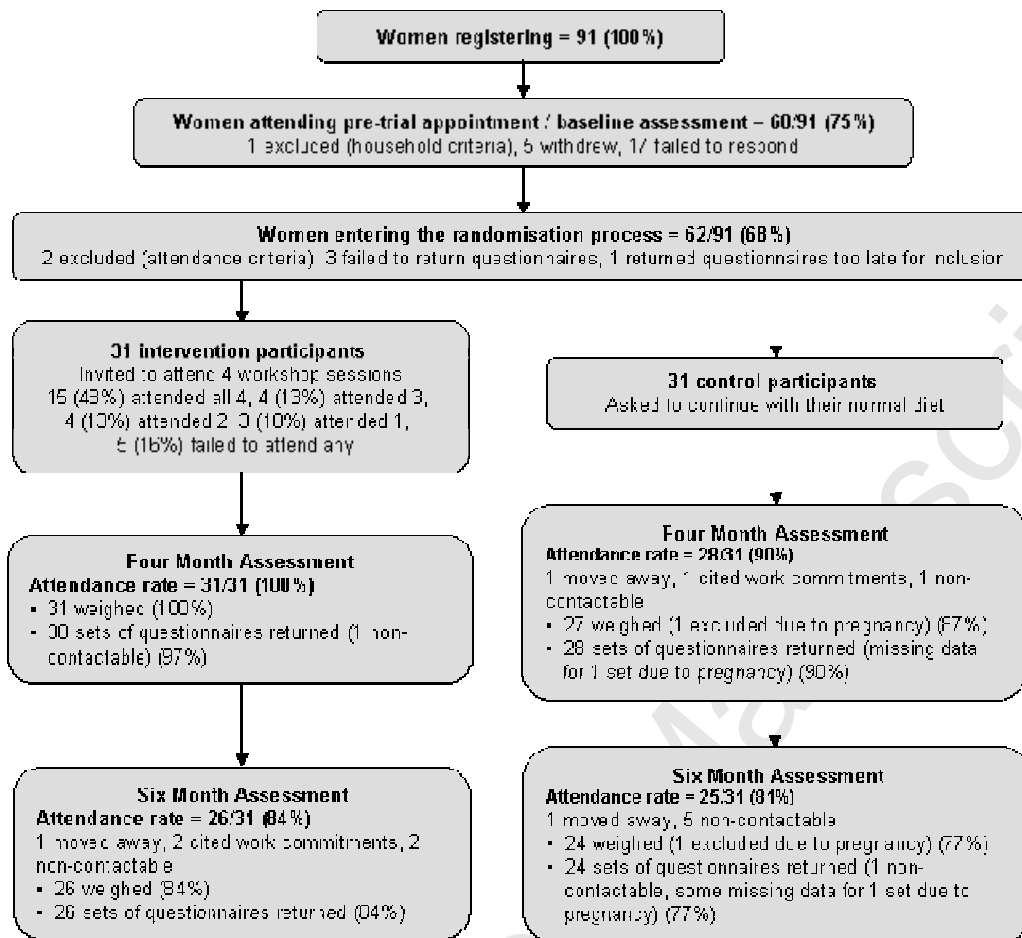 Women registering = 91 (100%)
Women attending pre-trial appointment / baseline assessment = (75%)
1 excluded (household criteria), 5 withdrew, 17 failed to respond
Women entering the randomisation process = 62/91 (68%)
2 excluded (attendance criteria), 3 failed to return questionnaires, 1 returned questionnaires too late for inclusion
31 intervention participants
Invited to attend 4 workshop sessions
15 attended all 4, 4 (13%) attended 3,
4 (13%) attended 2, 3 (10%) attended 1,
5 (16%) failed to attend any
Four Month Assessment
Attendance rate = 31/31 (100%)
• 31 weighed (100%)
• 30 sets of questionnaires returned (1 non-
contactable) (97%)
Six Month Assessment
Attendance rate = 26/31 (84%)
1 moved away, 2 cited work commitments, 2
non-contactable
• 26 weighed (84%)
• 26 sets of questionnaires returned (84%)
31 control participants
Asked to continue with their normal diet
Four Month Assessment
Attendance rate = 28/31 (90%)
1 moved away, 1 cited work commitments, 1 non-
contactable
• 27 weighed (1 excluded due to pregnancy) (87%)
• 28 sets of questionnaires returned (missing data
for 1 set due to pregnancy) (90%)
Six Month Assessment
Attendance rate = 25/31 (81%)
1 moved away, 5 non-contactable
• 24 weighed (1 excluded due to pregnancy) (77%)
• 24 sets of questionnaires returned (1 non-
contactable, some missing data for 1 set due to
pregnancy) (77%)